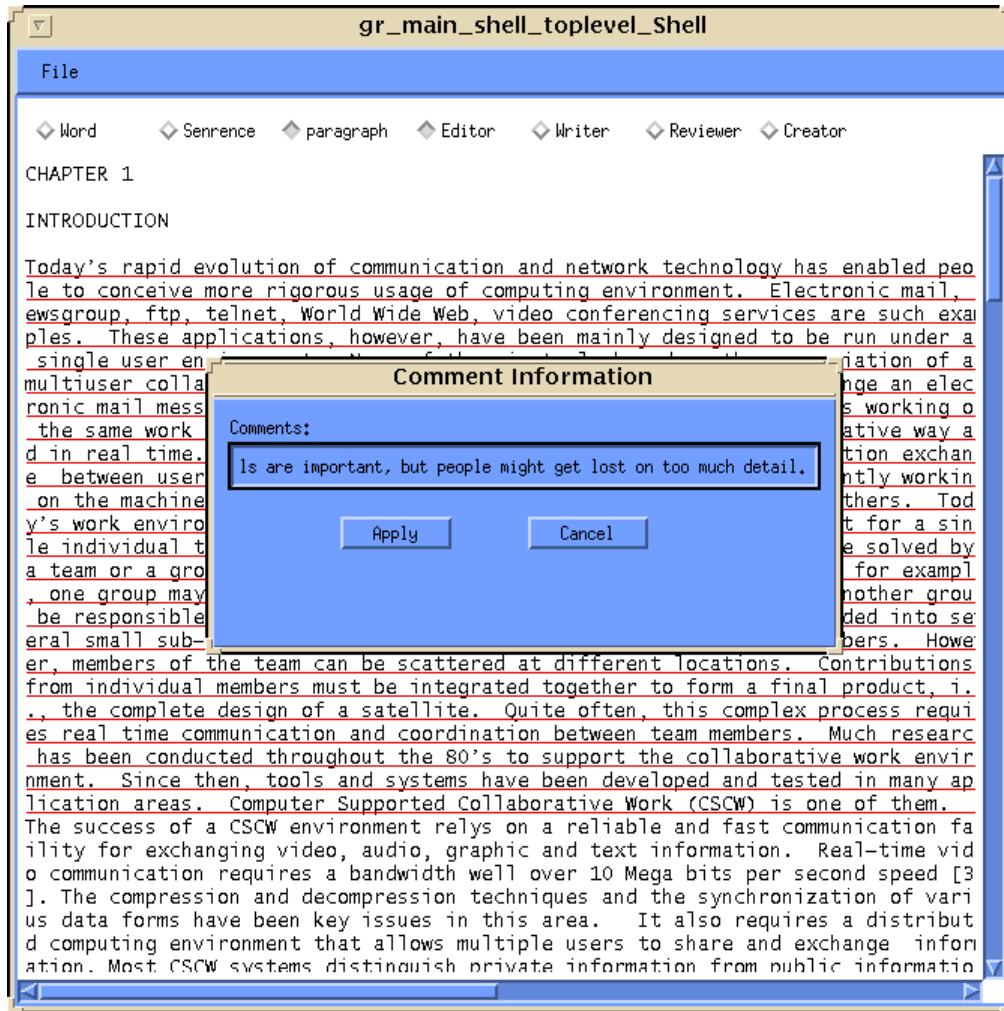 gr_main_shell_toplevel_Shell
File
Word Senrence paragraph Editor Writer Reviewer Creator
CHAPTER 1
INTRODUCTION
Today's rapid evolution of communication and network technology has enabled peo
le to conceive more rigorous usage of computing environment. Electronic mail,
ewsgroup, ftp, telnet, World Wide Web, video conferencing services are such exam
ples. These applications, however, have been mainly designed to be run under a
single user iation of a
multiuser colla nge an elec
ronic mail mess s working o
the same work ative way a
d in real time. tion exchan
e between user ntly workin
on the machine thers. Tod
y's work enviro t for a sin
le individual t e solved by
a team or a gro for exampl
, one group may nother grou
be responsible ded into se
eral small sub- bers. Howe
Comment Information
Comments:
ls are important, but people might get lost on too much detail.
Apply Cancel
er, members of the team can be scattered at different locations. Contributions
from individual members must be integrated together to form a final product, i.
., the complete design of a satellite. Quite often, this complex process requi
es real time communication and coordination between team members. Much researc
has been conducted throughout the 80's to support the collaborative work envir
nment. Since then, tools and systems have been developed and tested in many ap
lication areas. Computer Supported Collaborative Work (CSCW) is one of them.
The success of a CSCW environment relys on a reliable and fast communication fa
ility for exchanging video, audio, graphic and text information. Real-time vid
o communication requires a bandwidth well over 10 Mega bits per second speed [3
]. The compression and decompression techniques and the synchronization of vari
us data forms have been key issues in this area. It also requires a distribut
d computing environment that allows multiple users to share and exchange infor
ation. Most CSCW systems distinguish private information from public informatio